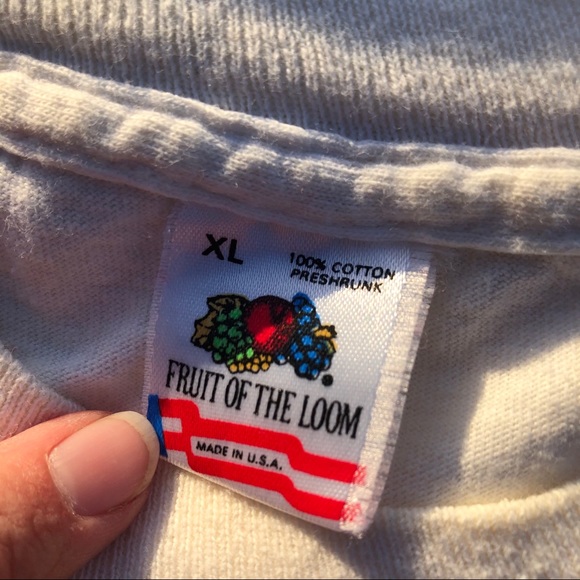 XL
100% COTTON
PRESHRUNK
FRUIT OF THE LOOM
MADE IN U.S.A.